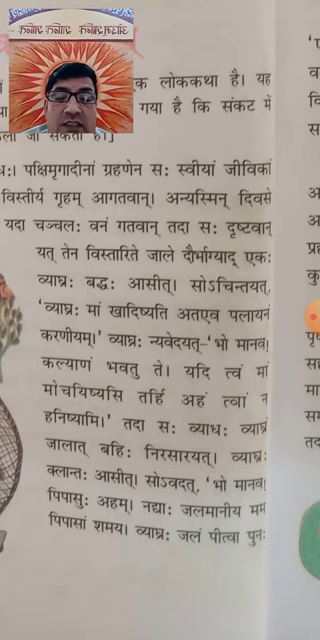 क लोककथा है। यह
गया है कि संकट में
जा सकता है।]
पक्षिमृगादीनां ग्रहणेन सः स्वीयां जीविकां
विस्तीर्य गृहम् आगतवान्। अन्यस्मिन् दिवसे
यदा चञ्चलः वनं गतवान् तदा सः दृष्टवान्
यत् तेन विस्तारिते जाले दौर्भाग्याद् एकः
व्याघ्रः बद्धः आसीत्। सोऽचिन्तयत्,
'व्याघ्रः मां खादिष्यति अतएव पलायनं
करणीयम्।' व्याघ्रः न्यवेदयत्-'भो मानव!
कल्याणं भवतु ते। यदि त्वं मां
मोचयिष्यसि तर्हि अहं त्वां न
हनिष्यामि।' तदा सः व्याधः व्याघ्रं
जालात् बहिः निरसारयत्। व्याघ्रः
क्लान्तः आसीत्। सोऽवदत्, 'भो मानव!
पिपासुः अहम्। नद्याः जलमानीय मम
पिपासां शमय। व्याघ्रः जलं पीत्वा पुनः